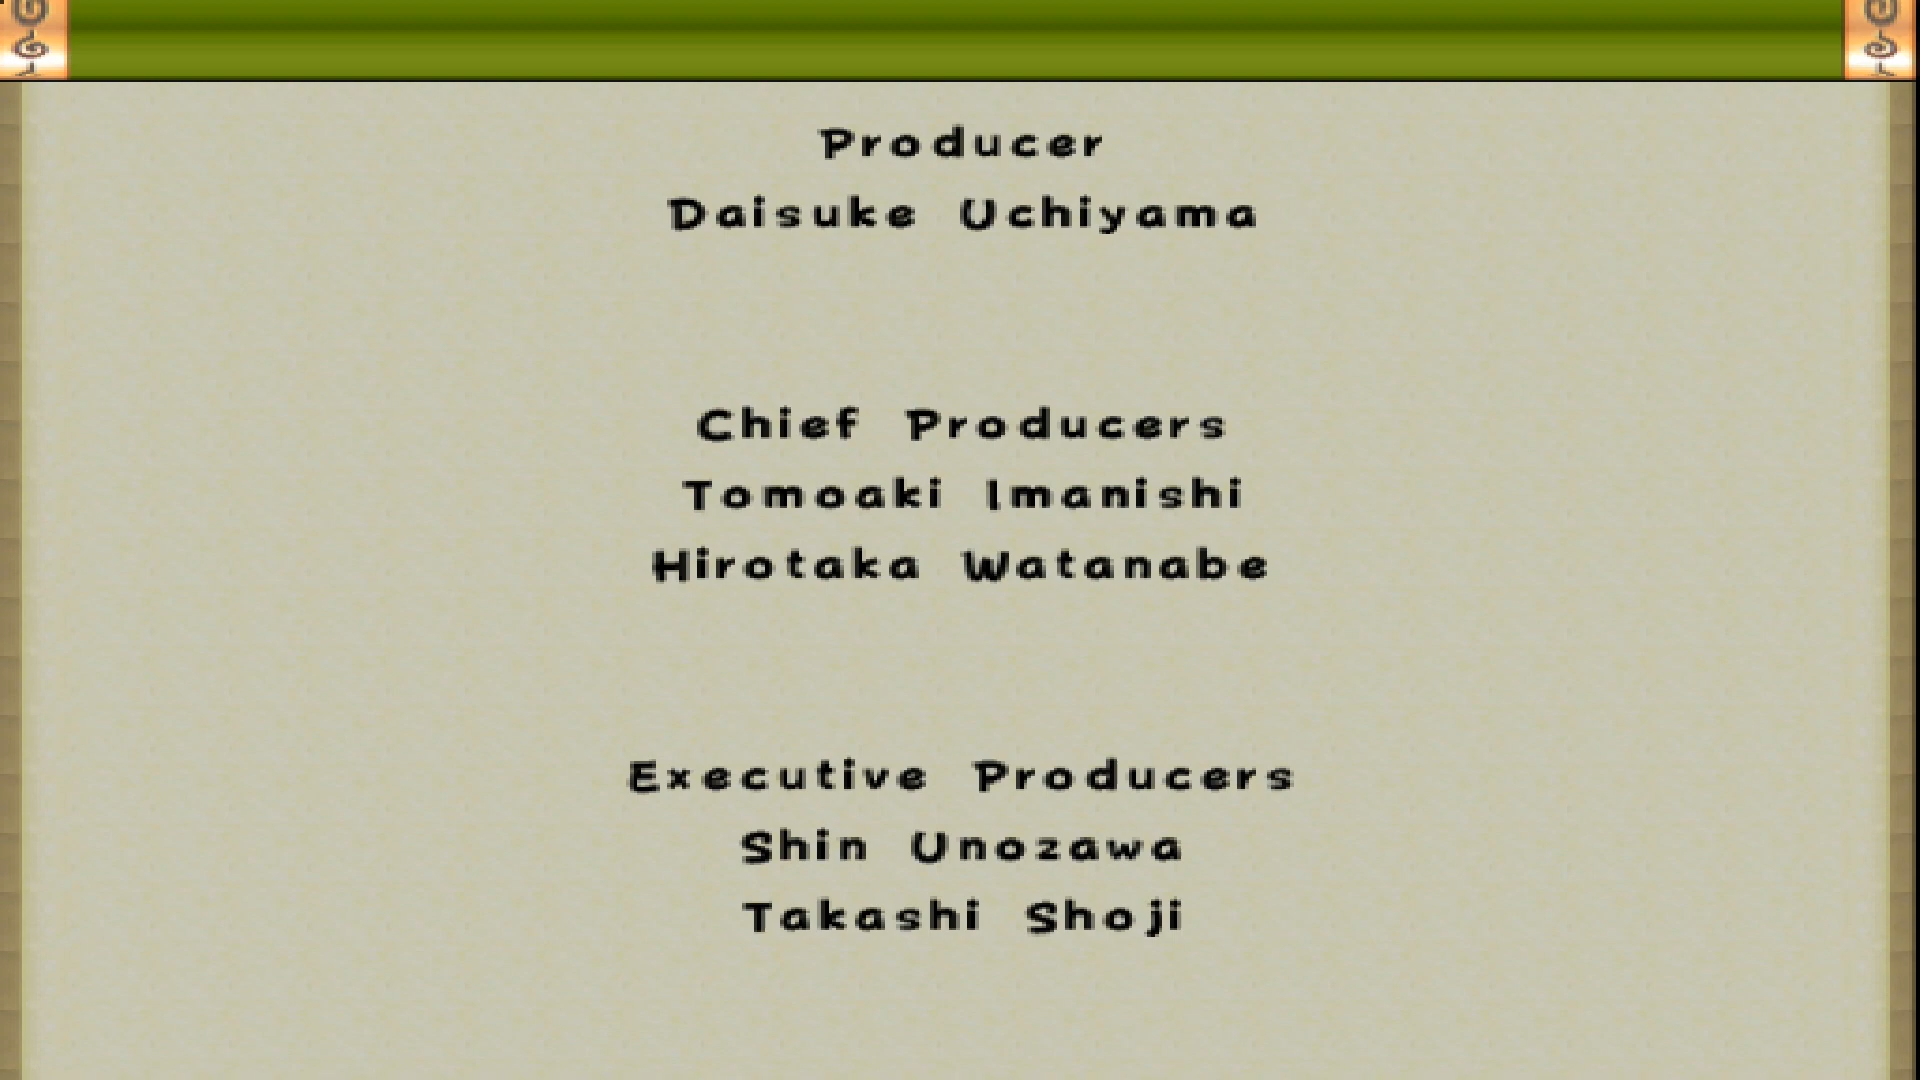 Producer
Daisuke Uchiyama
Chief Producers
Tomoaki Imanishi
Hirotaka Watanabe
Executive Producers
Shin Unozawa
Takashi Shoji